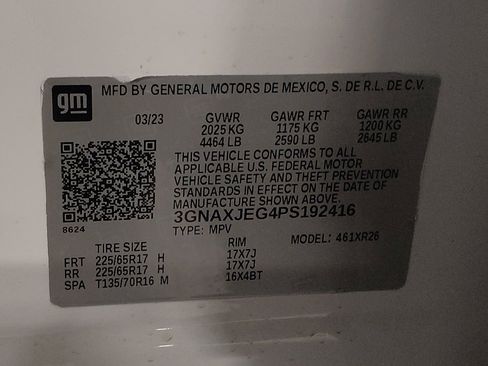 gm
MFD BY GENERAL MOTORS DE MEXICO, S. DE R.L. DE C.V.
03/23 GVWR GAWR FRT GAWR RR
2025 KG 1175 KG 1200 KG
4464 LB 2590 LB 2645 LB
THIS VEHICLE CONFORMS TO ALL
APPLICABLE U.S. FEDERAL MOTOR
VEHICLE SAFETY AND THEFT PREVENTION
STANDARDS IN EFFECT ON THE DATE OF
MANUFACTURE SHOWN ABOVE.
3GNAXJEG4PS192416
8624
TYPE: MPV MODEL: 461XR26
TIRE SIZE RIM
FRT 225/65R17 H 17X7J
RR 225/65R17 H 17X7J
SPA T135/70R16 M 16X4BT